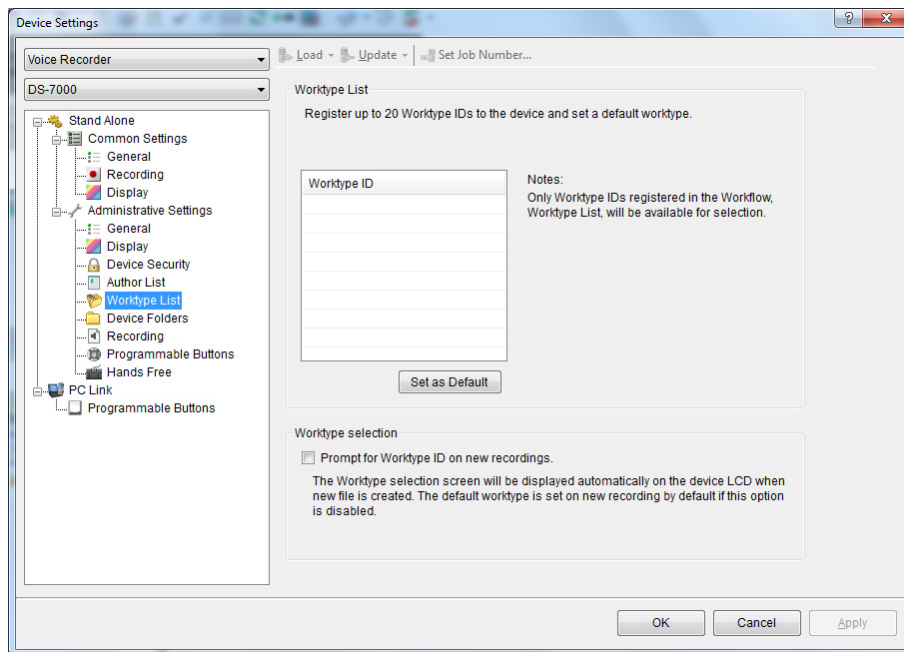 Device Settings
?
Voice Recorder
DS-7000
Load
Update
Set Job Number...
Stand Alone
Common Settings
General
Recording
Display
Administrative Settings
General
Display
Device Security
Author List
Worktype List
Device Folders
Recording
Programmable Buttons
Hands Free
PC Link
Programmable Buttons
Worktype List
Register up to 20 Worktype IDs to the device and set a default worktype.
Worktype ID
Notes:
Only Worktype IDs registered in the Workflow,
Worktype List, will be available for selection.
Set as Default
Worktype selection
Prompt for Worktype ID on new recordings.
The Worktype selection screen will be displayed automatically on the device LCD when
new file is created. The default worktype is set on new recording by default if this option
is disabled.
OK
Cancel
Apply